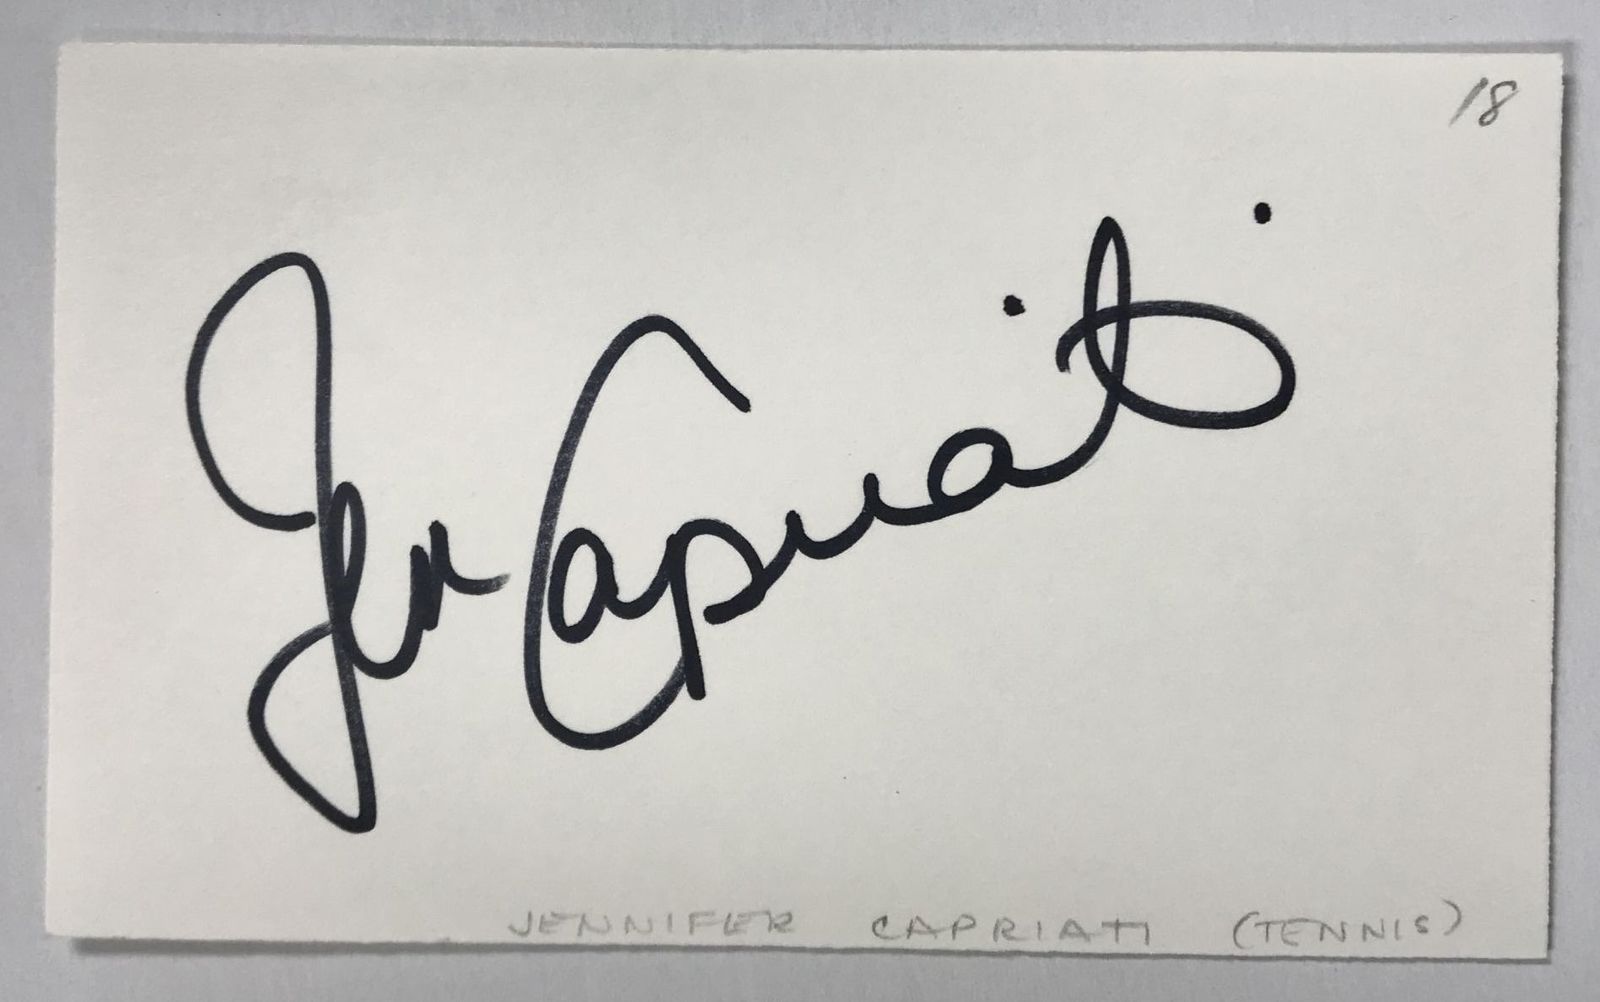 18
Jen Capriati
JENNIFER CAPRIATI (TENNIS)